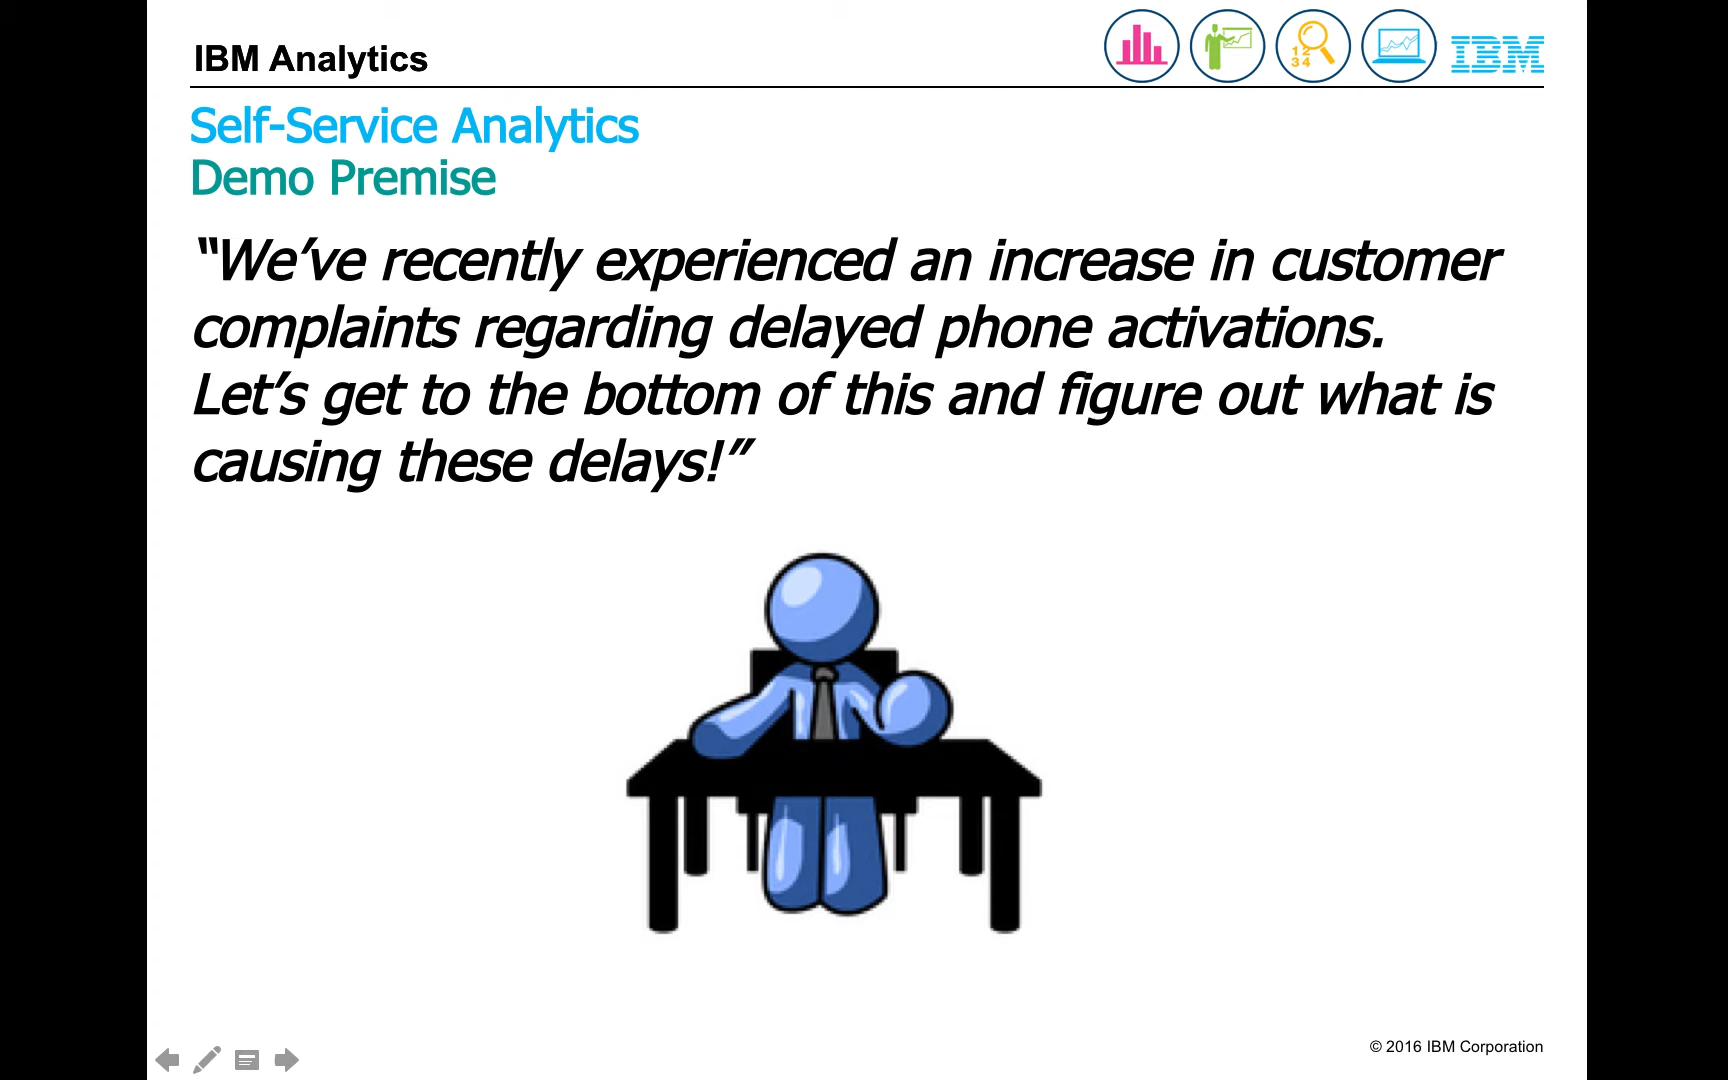 IBM Analytics
12
34
IBM
Self-Service Analytics
Demo Premise
“We’ve recently experienced an increase in customer
complaints regarding delayed phone activations.
Let’s get to the bottom of this and figure out what is
causing these delays!”
© 2016 IBM Corporation